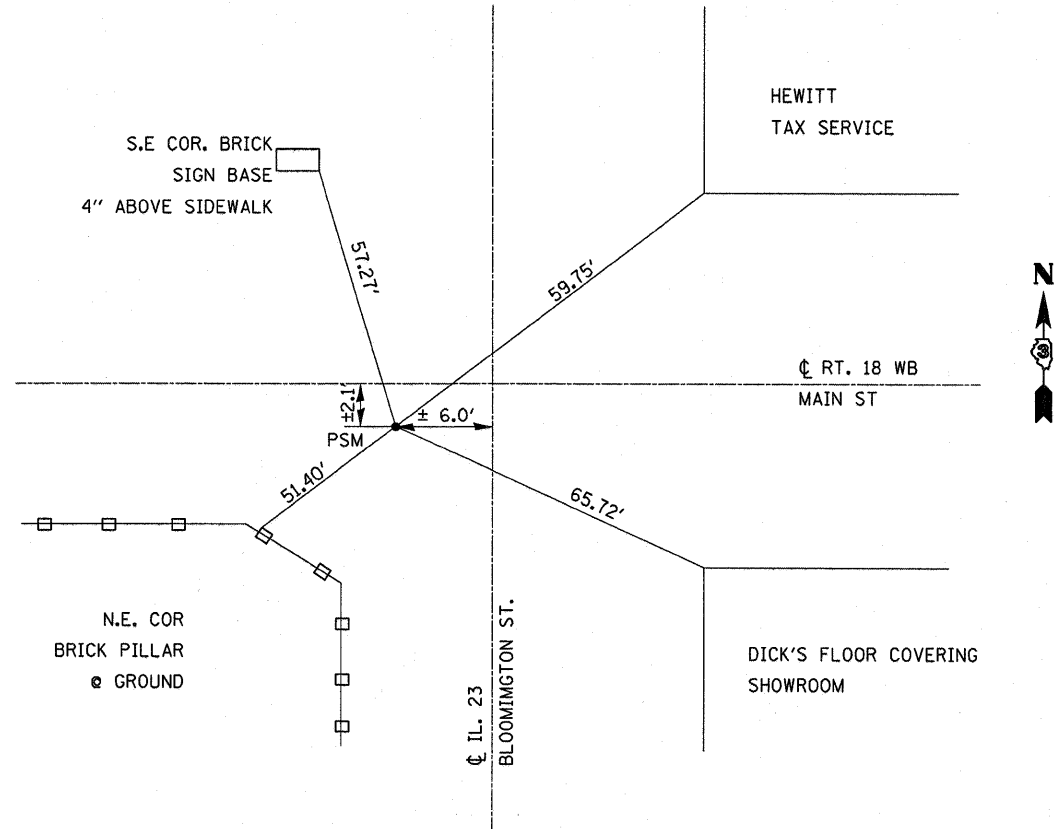 HEWITT
TAX SERVICE
S.E COR. BRICK
SIGN BASE
4" ABOVE SIDEWALK
57.27'
59.75'
N
3
℄ RT. 18 WB
MAIN ST
±2.1'
± 6.0'
PSM
51.40'
65.72'
N.E. COR
BRICK PILLAR
@ GROUND
℄ IL. 23
BLOOMIMGTON ST.
DICK'S FLOOR COVERING
SHOWROOM